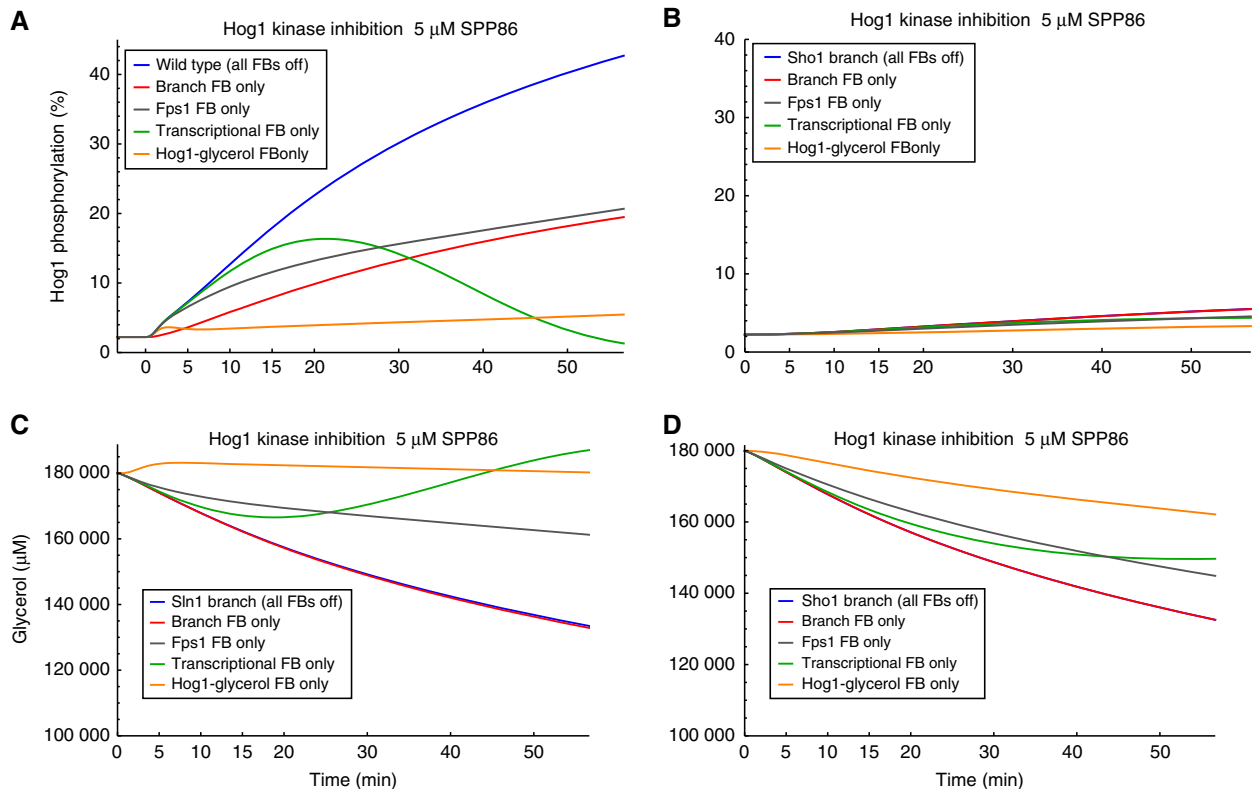 A
Hog1 kinase inhibition 5 µM SPP86
Wild type (all FBs off)
Branch FB only
Fps1 FB only
Transcriptional FB only
Hog1-glycerol FBonly
Hog1 phosphorylation (%)
40
30
20
10
0
0 5 10 15 20 30 40 50
B
Hog1 kinase inhibition 5 µM SPP86
Sho1 branch (all FBs off)
Branch FB only
Fps1 FB only
Transcriptional FB only
Hog1-glycerol FBonly
40
30
20
10
0
0 5 10 15 20 30 40 50
C
Hog1 kinase inhibition 5 µM SPP86
Sln1 branch (all FBs off)
Branch FB only
Fps1 FB only
Transcriptional FB only
Hog1-glycerol FB only
Glycerol (µM)
180 000
160 000
140 000
120 000
100 000
0 5 10 15 20 30 40 50
Time (min)
D
Hog1 kinase inhibition 5 µM SPP86
Sho1 branch (all FBs off)
Branch FB only
Fps1 FB only
Transcriptional FB only
Hog1-glycerol FB only
180 000
160 000
140 000
120 000
100 000
0 5 10 15 20 30 40 50
Time (min)